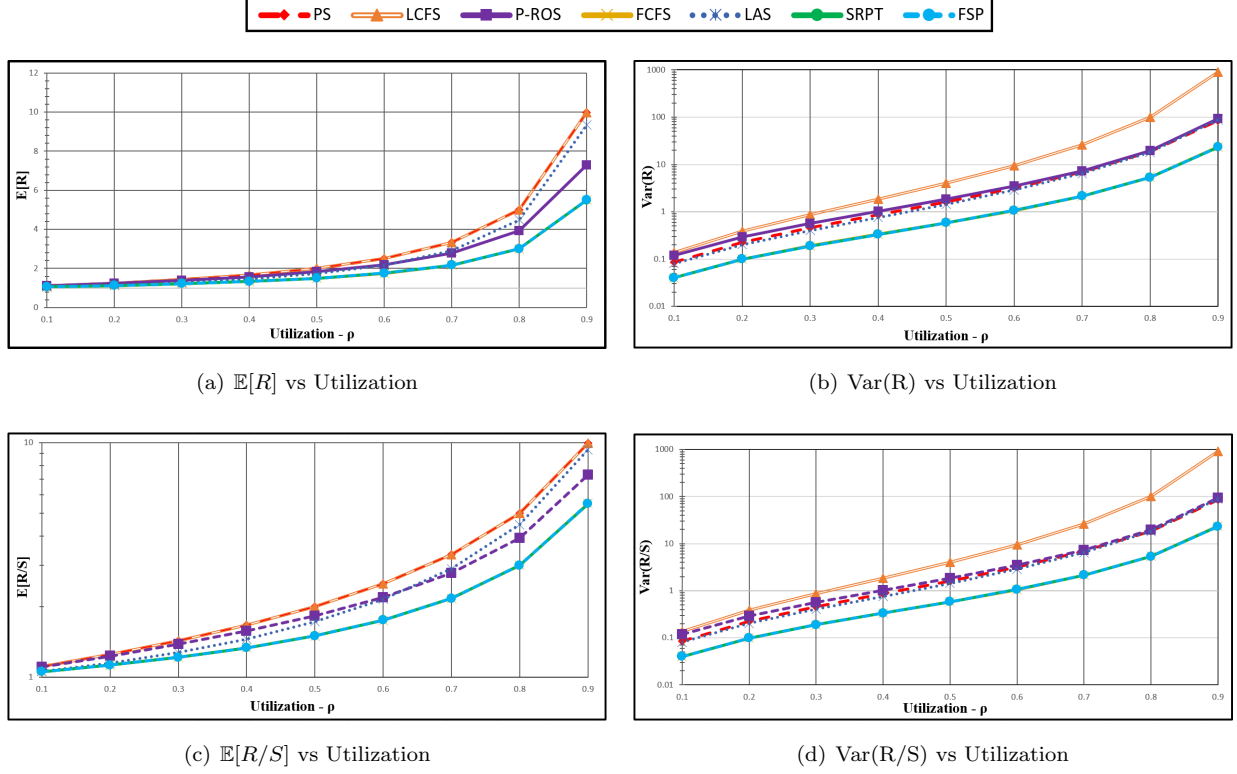 PS LCFS P-ROS FCFS LAS SRPT FSP
E[R]
12
10
8
6
4
2
0
0.1 0.2 0.3 0.4 0.5 0.6 0.7 0.8 0.9
Utilization - ρ
(a) 𝔼[R] vs Utilization
Var(R)
1000
100
10
1
0.1
0.01
0.1 0.2 0.3 0.4 0.5 0.6 0.7 0.8 0.9
Utilization - ρ
(b) Var(R) vs Utilization
E[R/S]
10
1
0.1 0.2 0.3 0.4 0.5 0.6 0.7 0.8 0.9
Utilization - ρ
(c) 𝔼[R/S] vs Utilization
Var(R/S)
1000
100
10
1
0.1
0.01
0.1 0.2 0.3 0.4 0.5 0.6 0.7 0.8 0.9
Utilization - ρ
(d) Var(R/S) vs Utilization